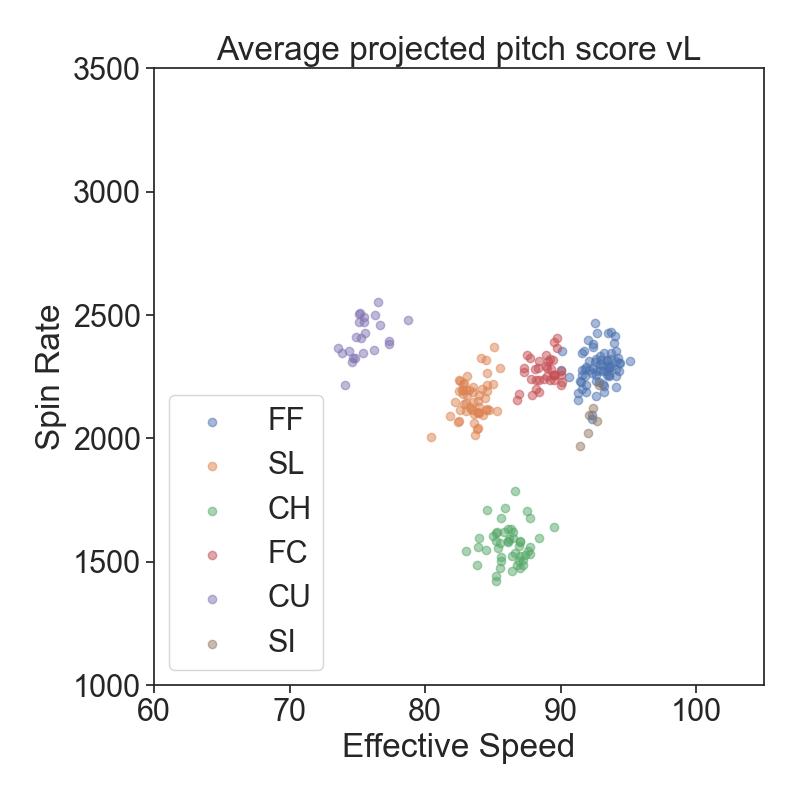 Average projected pitch score vL
3500
3000
2500
2000
1500
1000
Spin Rate
FF
SL
CH
FC
CU
SI
60
70
80
90
100
Effective Speed